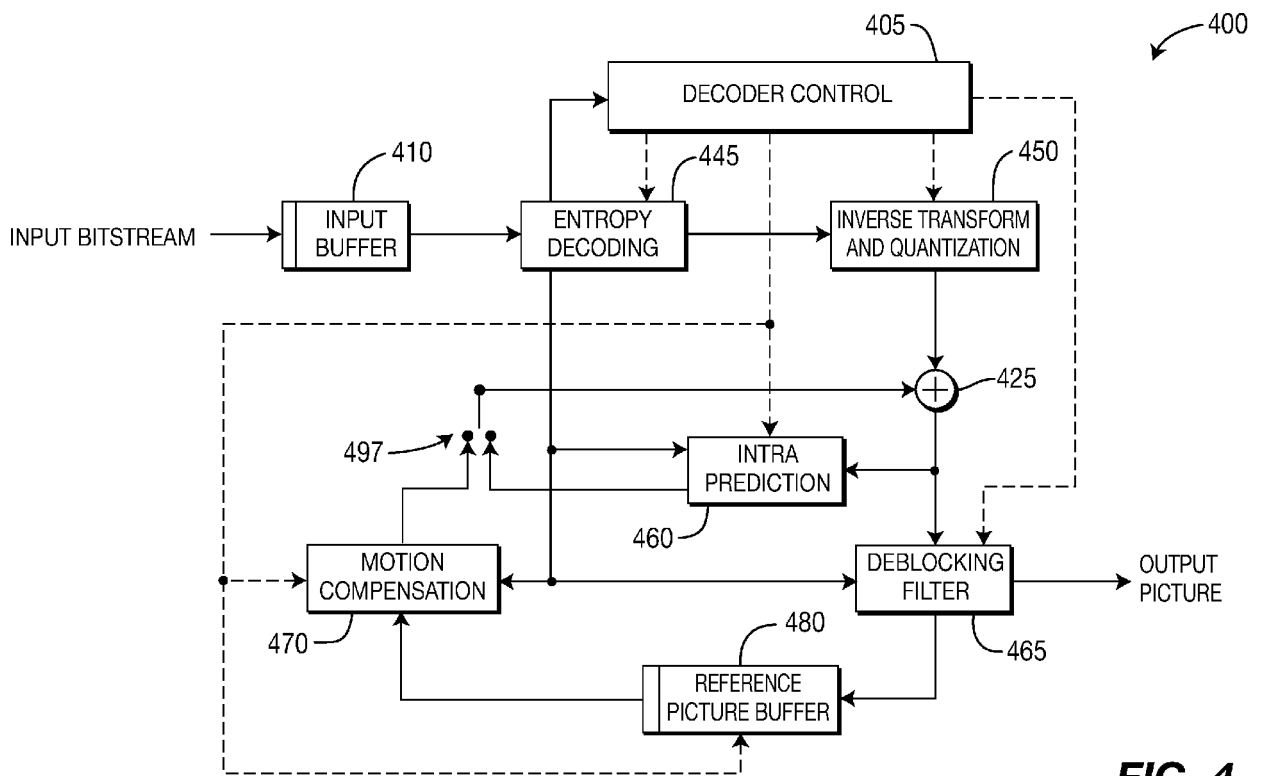 405
400
DECODER CONTROL
410
445
450
INPUT BITSTREAM
INPUT
BUFFER
ENTROPY
DECODING
INVERSE TRANSFORM
AND QUANTIZATION
425
497
INTRA
PREDICTION
460
MOTION
COMPENSATION
DEBLOCKING
FILTER
OUTPUT
PICTURE
470
480
465
REFERENCE
PICTURE BUFFER
FIG. 4